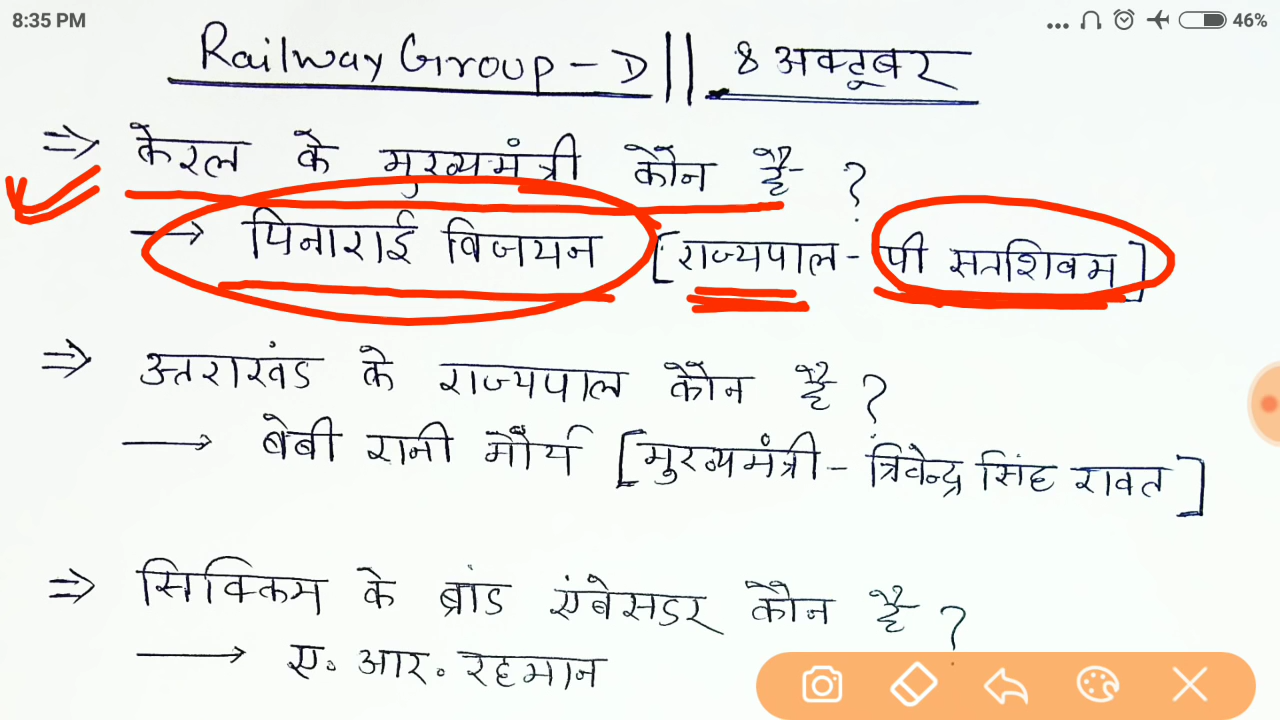 8:35 PM
... 46%
Railway Group - D || 8 अक्टूबर
⇒ केरल के मुख्यमंत्री कौन है ?
→ पिनाराई विजयन [राज्यपाल - पी सतशिवम]
⇒ उत्तराखंड के राज्यपाल कौन है ?
→ बेबी रानी मौर्य [मुख्यमंत्री - त्रिवेन्द्र सिंह रावत]
⇒ सिक्किम के ब्रांड एंबेसडर कौन है ?
→ ए. आर. रहमान